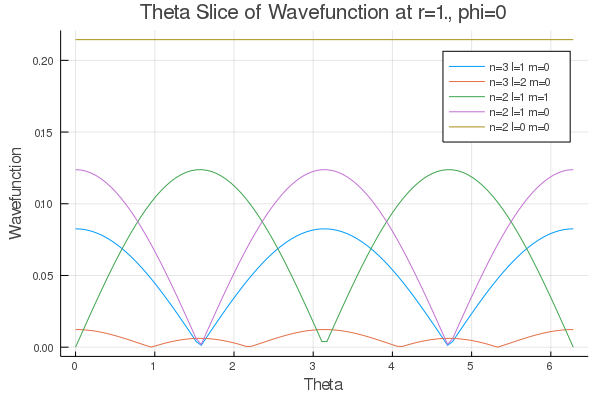 Theta Slice of Wavefunction at r=1., phi=0
0.20
0.15
0.10
0.05
0.00
Wavefunction
n=3 l=1 m=0
n=3 l=2 m=0
n=2 l=1 m=1
n=2 l=1 m=0
n=2 l=0 m=0
0 1 2 3 4 5 6
Theta